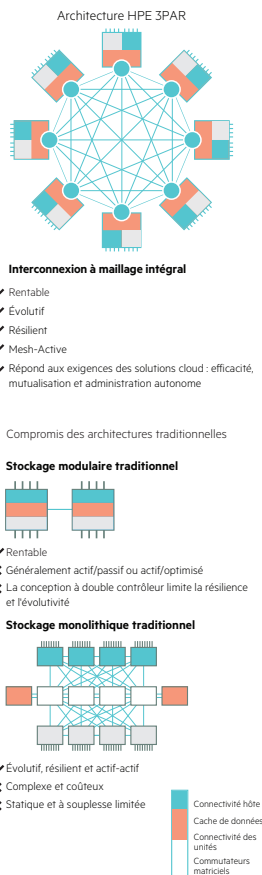 Architecture HPE 3PAR
Interconnexion à maillage intégral
Rentable
Évolutif
Résilient
Mesh-Active
Répond aux exigences des solutions cloud : efficacité,
mutualisation et administration autonome
Compromis des architectures traditionnelles
Stockage modulaire traditionnel
Rentable
Généralement actif/passif ou actif/optimisé
La conception à double contrôleur limite la résilience
et l'évolutivité
Stockage monolithique traditionnel
Évolutif, résilient et actif-actif
Complexe et coûteux
Statique et à souplesse limitée
Connectivité hôte
Cache de données
Connectivité des
unités
Commutateurs
matriciels